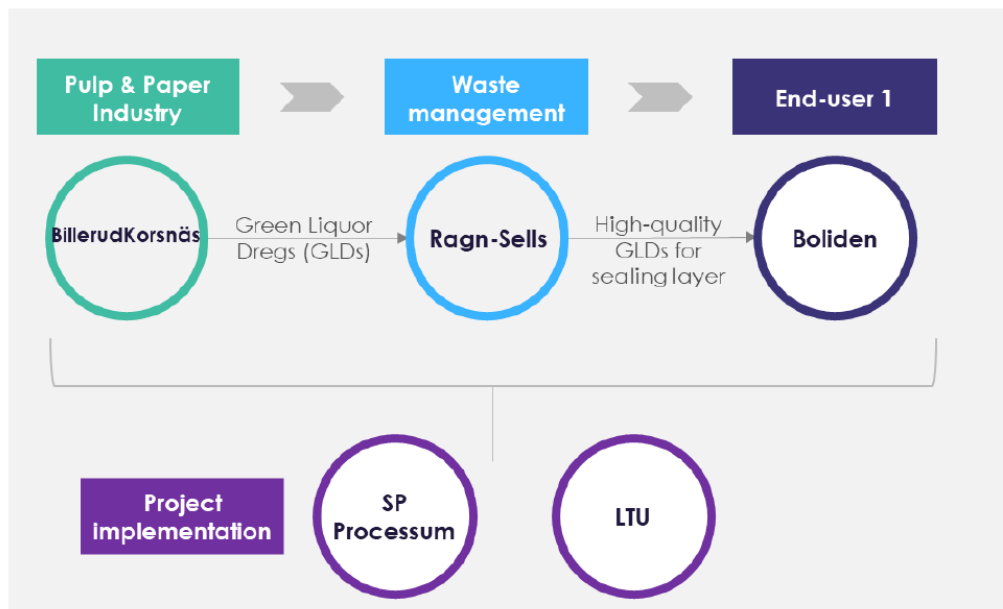 Pulp & Paper
Industry
Waste
management
End-user 1
BillerudKorsnäs
Green Liquor
Dregs (GLDs)
Ragn-Sells
High-quality
GLDs for
sealing layer
Boliden
Project
implementation
SP
Processum
LTU